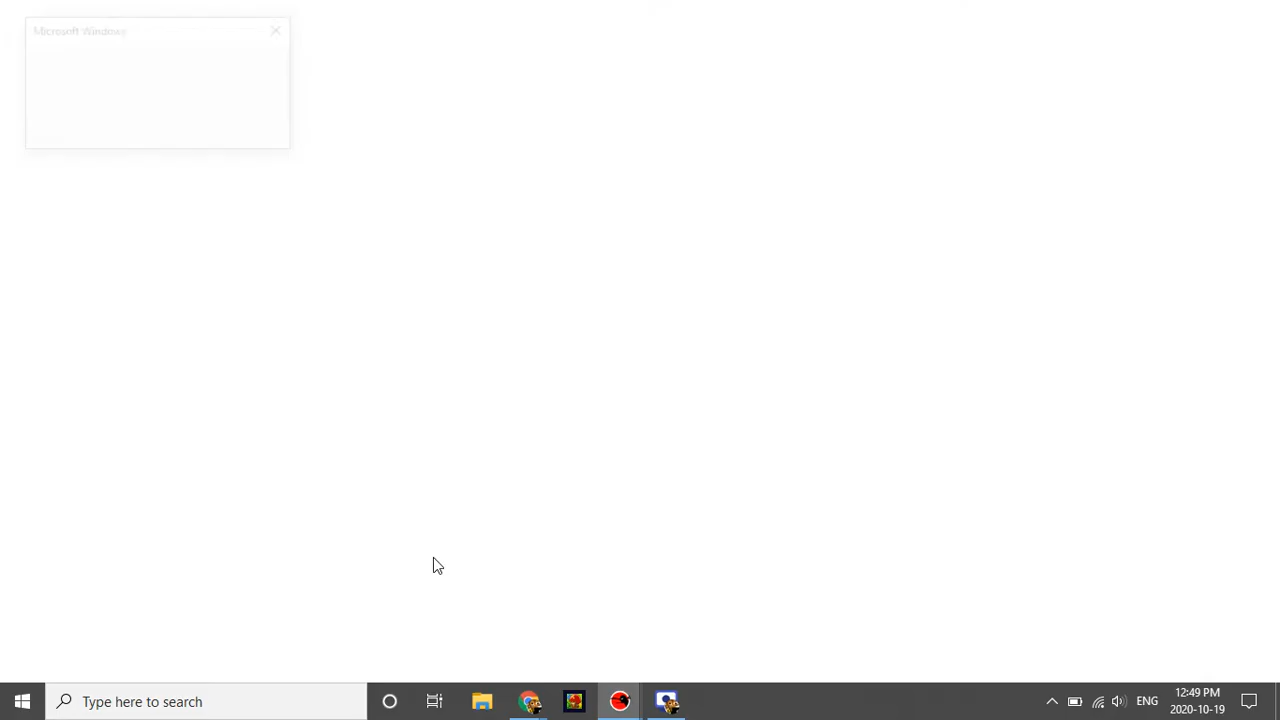 Microsoft Windows
Type here to search
ENG
12:49 PM
2020-10-19